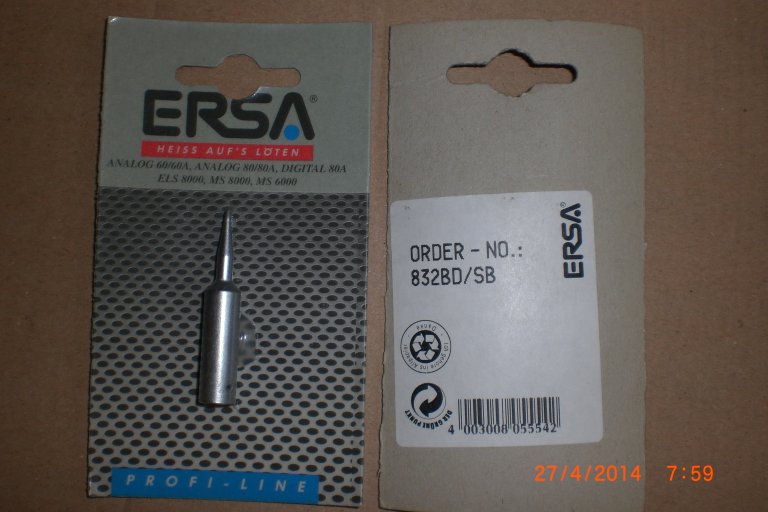 ERSA®
HEISS AUF'S LÖTEN
ANALOG 60/60A, ANALOG 80/80A, DIGITAL 80A
ELS 8000, MS 8000, MS 6000
PROFI-LINE
ERSA
ORDER - NO.:
832BD/SB
ERSA
DER GRÜNE PUNKT
4 003008 055542
27/4/2014 7:59